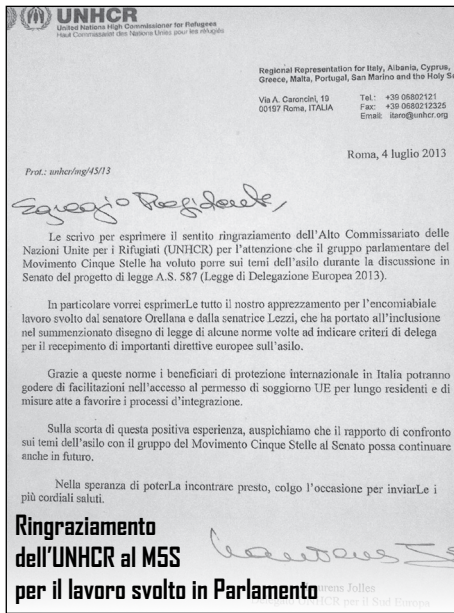 UNHCR
United Nations High Commissioner for Refugees
Haut Commissariat des Nations Unies pour les réfugiés
Regional Representation for Italy, Albania, Cyprus,
Greece, Malta, Portugal, San Marino and the Holy S
Via A. Caroncini, 19 Tel.: +39 06802121
00197 Roma, ITALIA Fax: +39 0680212325
Email: itaro@unhcr.org
Roma, 4 luglio 2013
Prot.: unhcr/mg/45/13
Egregio Presidente,
Le scrivo per esprimere il sentito ringraziamento dell'Alto Commissariato delle
Nazioni Unite per i Rifugiati (UNHCR) per l'attenzione che il gruppo parlamentare del
Movimento Cinque Stelle ha voluto porre sui temi dell'asilo durante la discussione in
Senato del progetto di legge A.S. 587 (Legge di Delegazione Europea 2013).
In particolare vorrei esprimerLe tutto il nostro apprezzamento per l'encomiabiale
lavoro svolto dal senatore Orellana e dalla senatrice Lezzi, che ha portato all'inclusione
nel summenzionato disegno di legge di alcune norme volte ad indicare criteri di delega
per il recepimento di importanti direttive europee sull'asilo.
Grazie a queste norme i beneficiari di protezione internazionale in Italia potranno
godere di facilitazioni nell'accesso al permesso di soggiorno UE per lungo residenti e di
misure atte a favorire i processi d'integrazione.
Sulla scorta di questa positiva esperienza, auspichiamo che il rapporto di confronto
sui temi dell'asilo con il gruppo del Movimento Cinque Stelle al Senato possa continuare
anche in futuro.
Nella speranza di poterLa incontrare presto, colgo l'occasione per inviarLe i
più cordiali saluti.
Ringraziamento
dell'UNHCR al M5S
per il lavoro svolto in Parlamento
urens Jolles
Delegato UNHCR per il Sud Europa